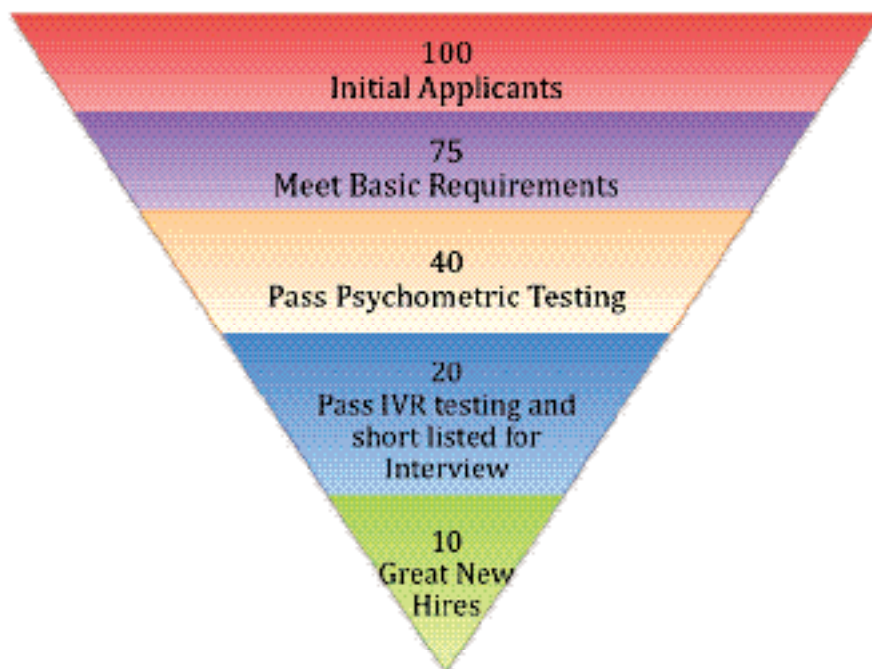 100
Initial Applicants
75
Meet Basic Requirements
40
Pass Psychometric Testing
20
Pass IVR testing and
short listed for
Interview
10
Great New
Hires